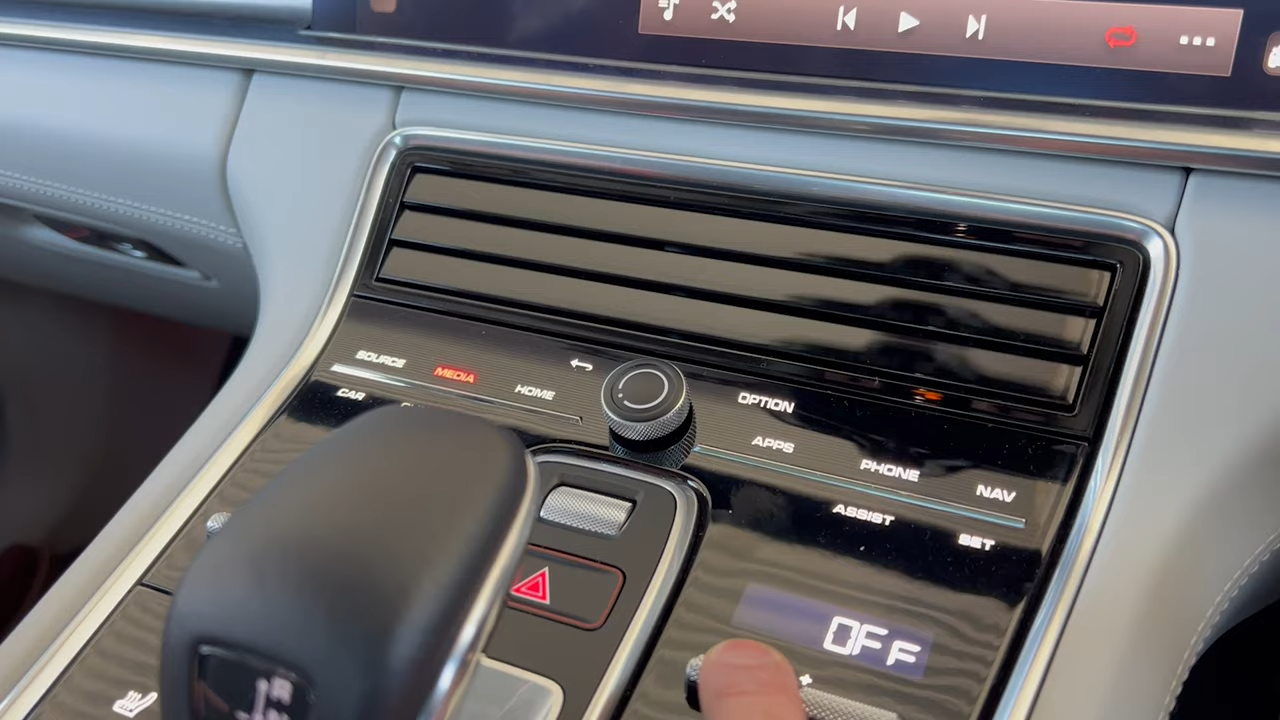 SOURCE
MEDIA
HOME
CAR
OPTION
APPS
PHONE
NAV
ASSIST
SET
OFF
R